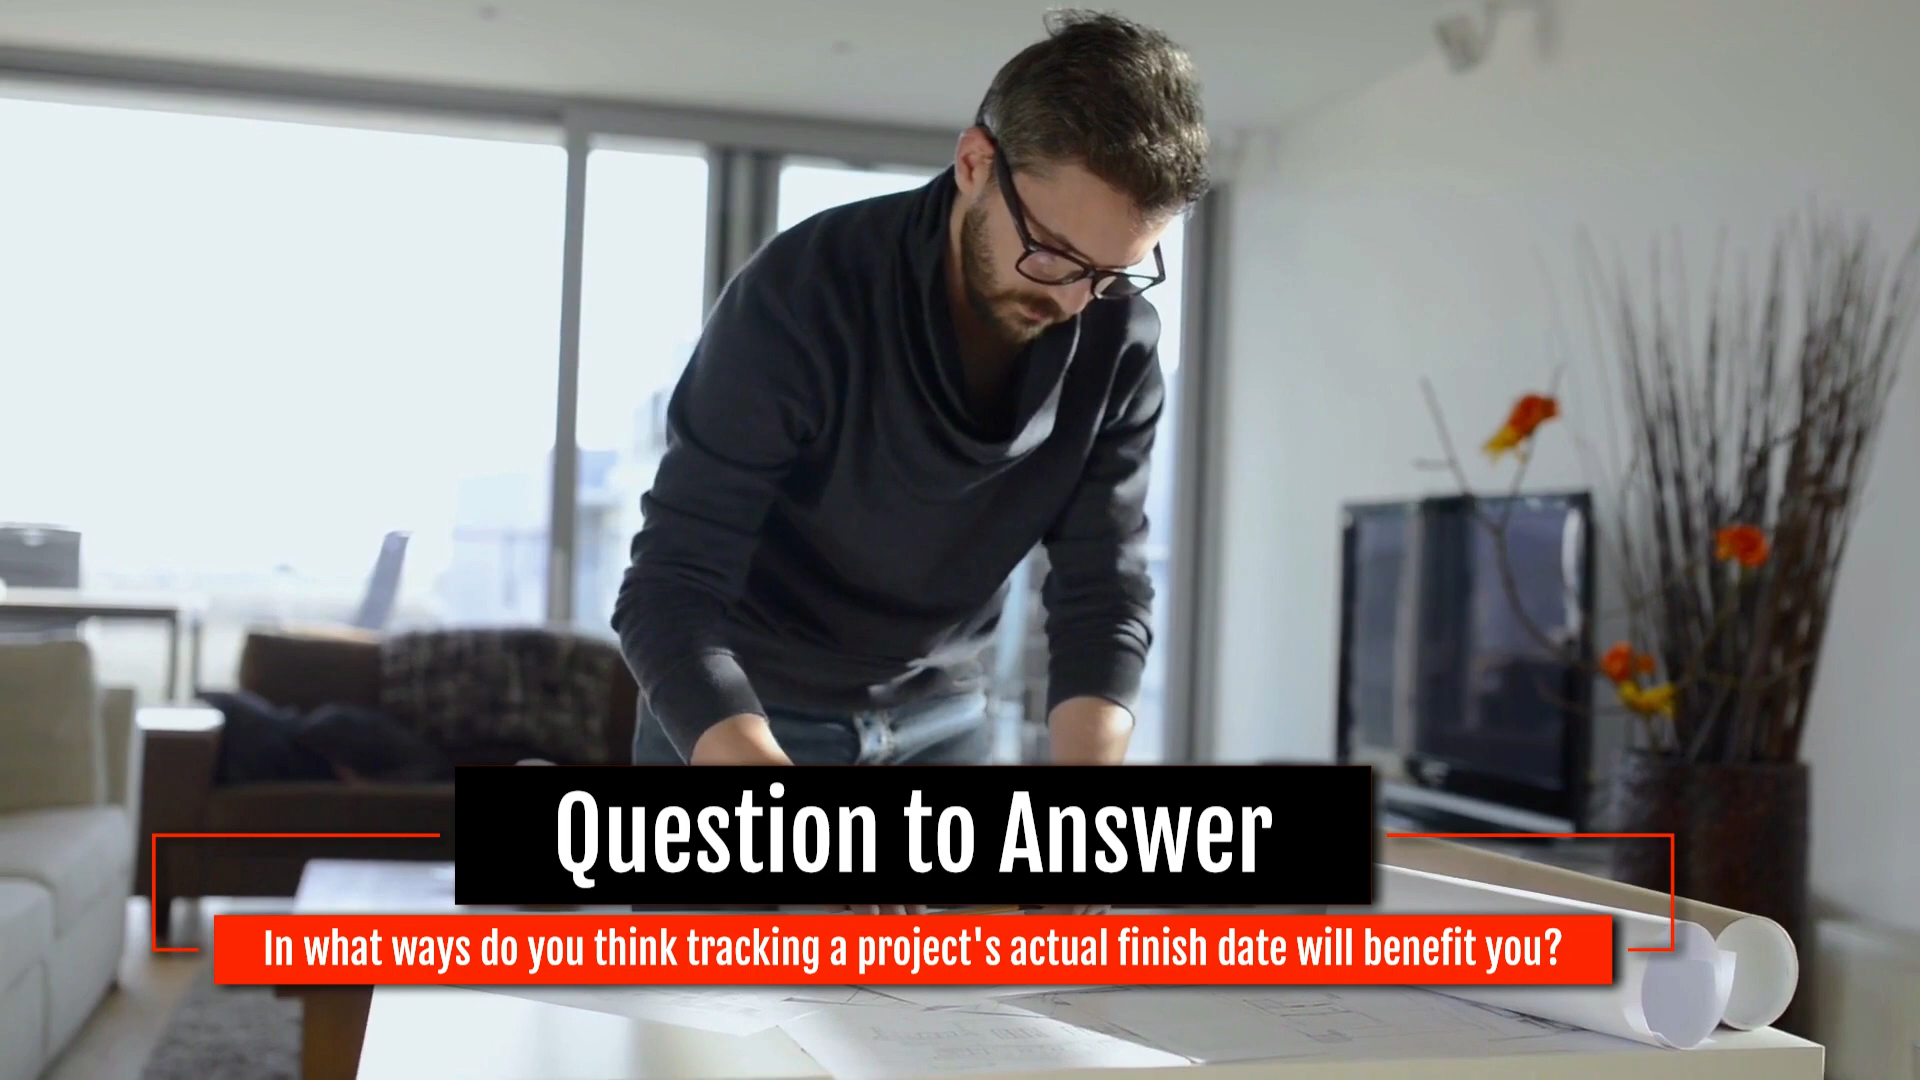 Question to Answer
In what ways do you think tracking a project's actual finish date will benefit you?